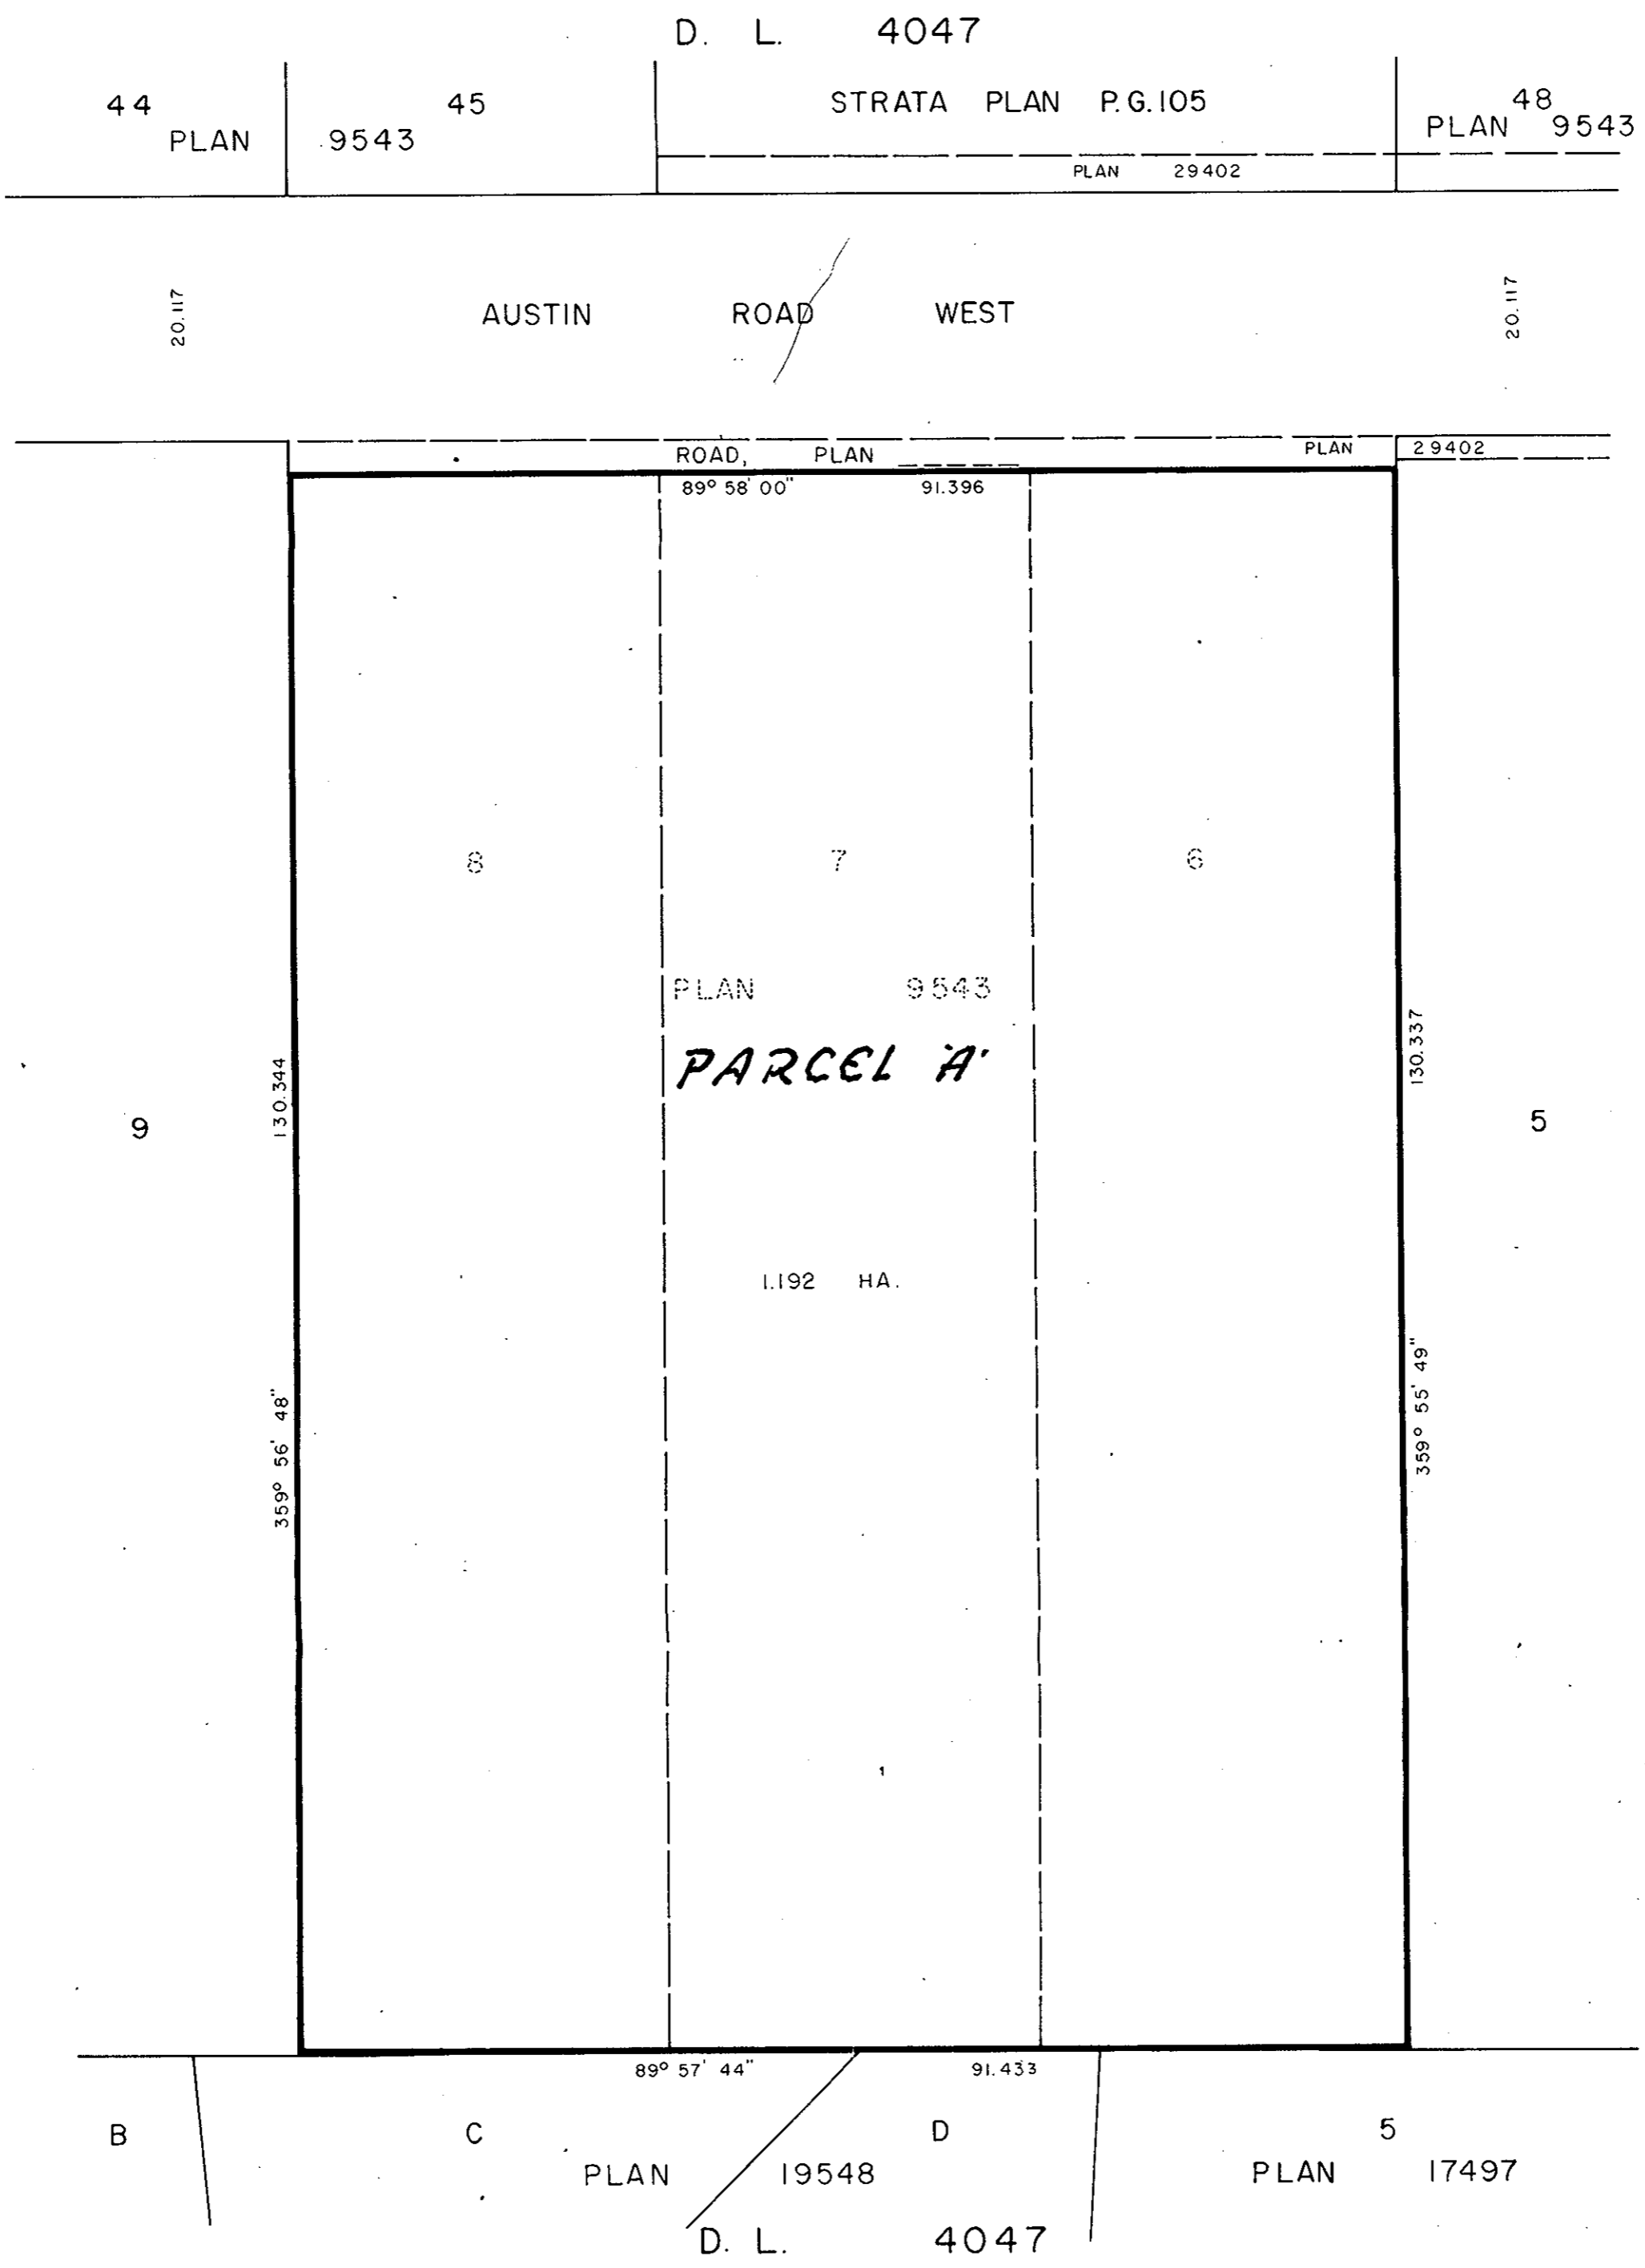 D. L. 4047
44 45 STRATA PLAN P.G.105 48
PLAN 9543 PLAN 9543
PLAN 29402
20.117 AUSTIN ROAD WEST 20.117
ROAD, PLAN PLAN 29402
89° 58' 00" 91.396
8 7 6
PLAN 9543
PARCEL 'A'
130.344 130.337
9 5
1.192 HA.
359° 56' 48" 359° 55' 49"
89° 57' 44" 91.433
B C D 5
PLAN 19548 PLAN 17497
D. L. 4047